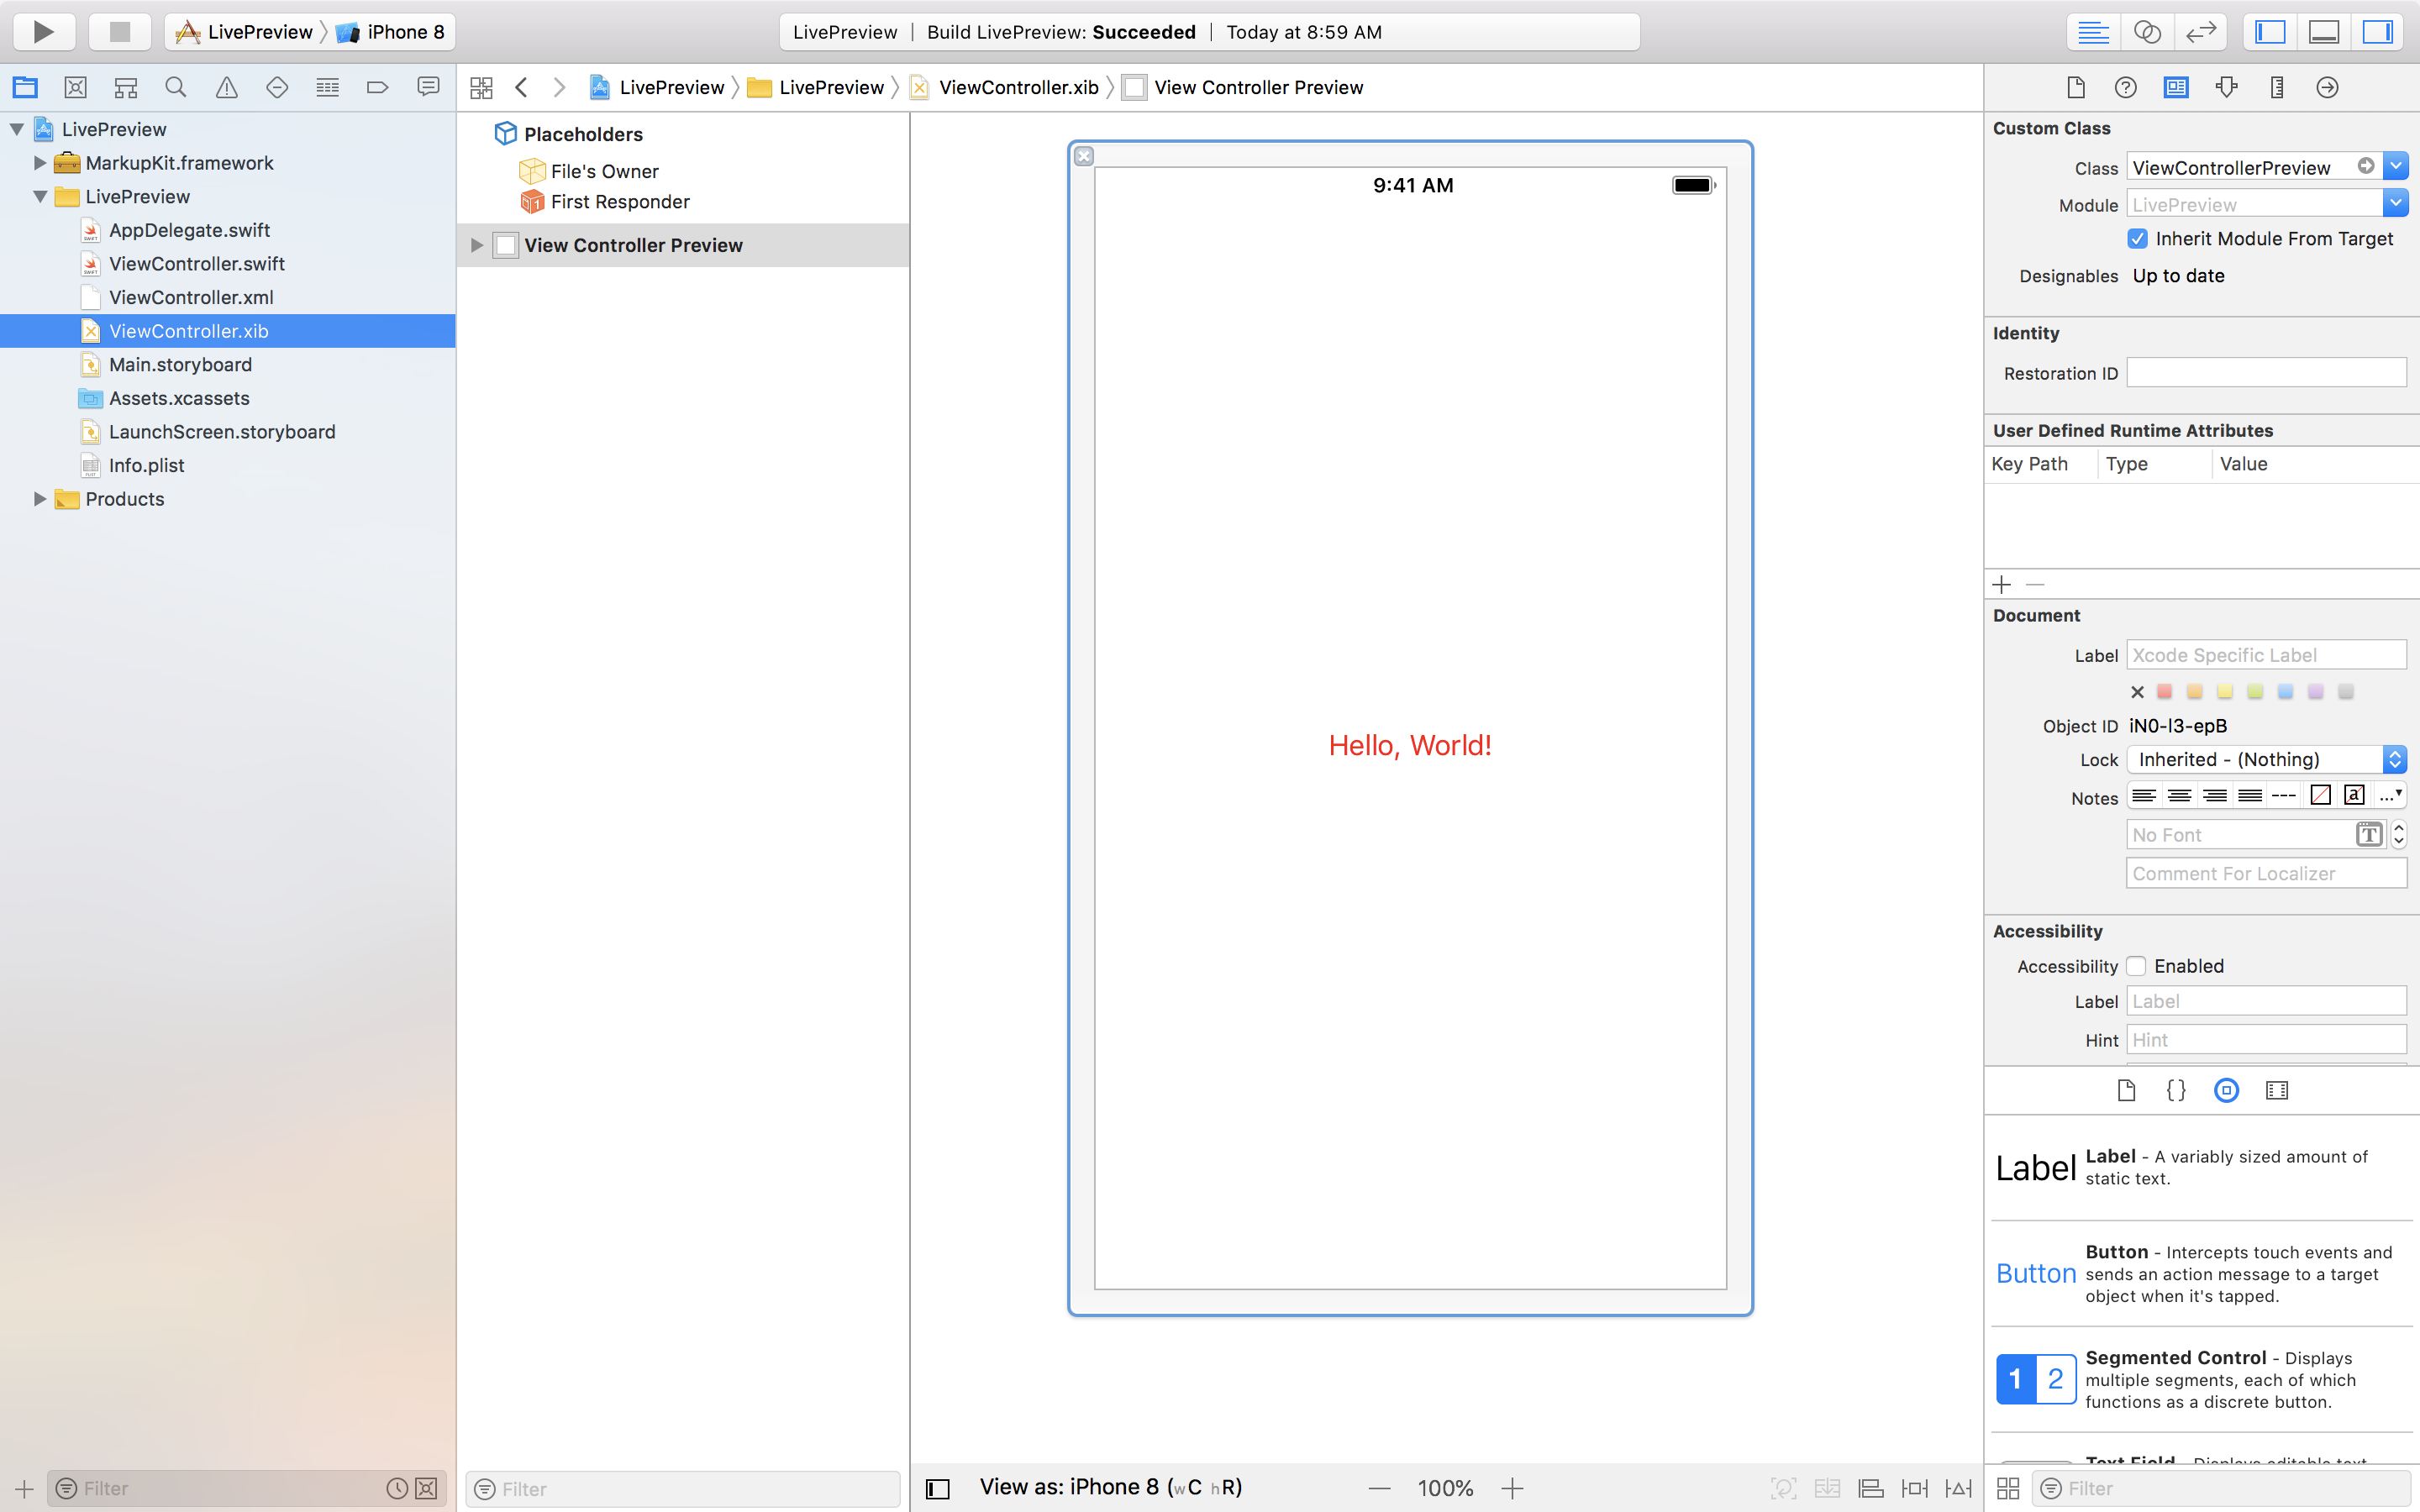 LivePreview iPhone 8
LivePreview | Build LivePreview: Succeeded | Today at 8:59 AM
LivePreview
MarkupKit.framework
LivePreview
AppDelegate.swift
ViewController.swift
ViewController.xml
ViewController.xib
Main.storyboard
Assets.xcassets
LaunchScreen.storyboard
Info.plist
Products
Filter
LivePreview LivePreview ViewController.xib View Controller Preview
Placeholders
File's Owner
First Responder
View Controller Preview
Filter
9:41 AM
Hello, World!
View as: iPhone 8 (wC hR)
100%
Custom Class
Class ViewControllerPreview
Module LivePreview
Inherit Module From Target
Designables Up to date
Identity
Restoration ID
User Defined Runtime Attributes
Key Path Type Value
Document
Label Xcode Specific Label
Object ID iN0-l3-epB
Lock Inherited - (Nothing)
Notes
No Font
Comment For Localizer
Accessibility
Accessibility Enabled
Label Label
Hint Hint
Label Label - A variably sized amount of
static text.
Button - Intercepts touch events and
Button sends an action message to a target
object when it's tapped.
Segmented Control - Displays
1 2 multiple segments, each of which
functions as a discrete button.
Text Field - Displays editable text
Filter